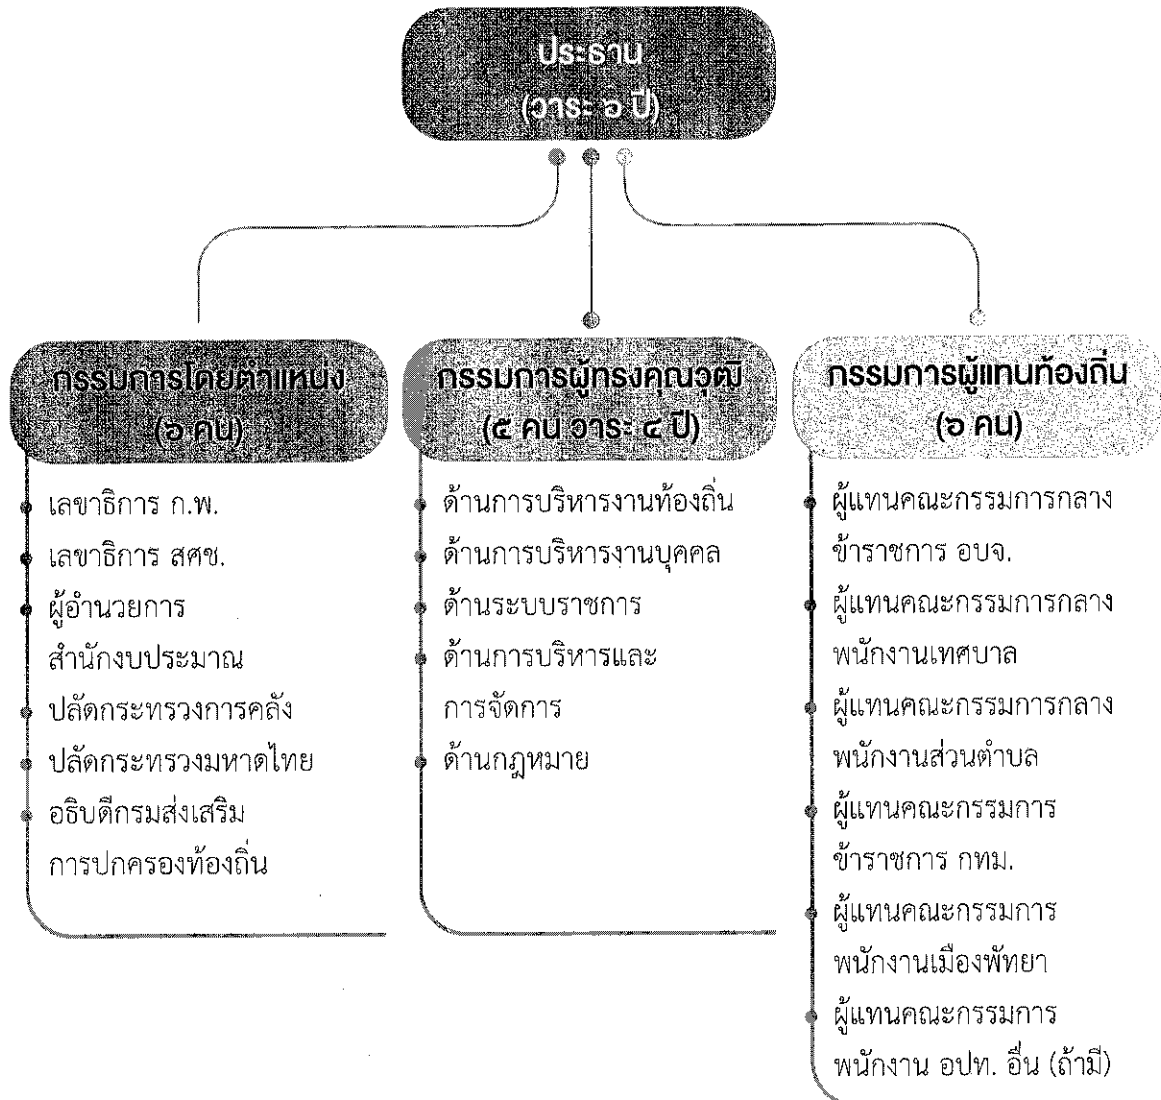 ประธาน
(วาระ ๖ ปี)
กรรมการโดยตำแหน่ง
(๖ คน)
เลขาธิการ ก.พ.
เลขาธิการ สศช.
ผู้อำนวยการ
สำนักงบประมาณ
ปลัดกระทรวงการคลัง
ปลัดกระทรวงมหาดไทย
อธิบดีกรมส่งเสริม
การปกครองท้องถิ่น
กรรมการผู้ทรงคุณวุฒิ
(๕ คน วาระ ๔ ปี)
ด้านการบริหารงานท้องถิ่น
ด้านการบริหารงานบุคคล
ด้านระบบราชการ
ด้านการบริหารและ
การจัดการ
ด้านกฎหมาย
กรรมการผู้แทนท้องถิ่น
(๖ คน)
ผู้แทนคณะกรรมการกลาง
ข้าราชการ อบจ.
ผู้แทนคณะกรรมการกลาง
พนักงานเทศบาล
ผู้แทนคณะกรรมการกลาง
พนักงานส่วนตำบล
ผู้แทนคณะกรรมการ
ข้าราชการ กทม.
ผู้แทนคณะกรรมการ
พนักงานเมืองพัทยา
ผู้แทนคณะกรรมการ
พนักงาน อปท. อื่น (ถ้ามี)